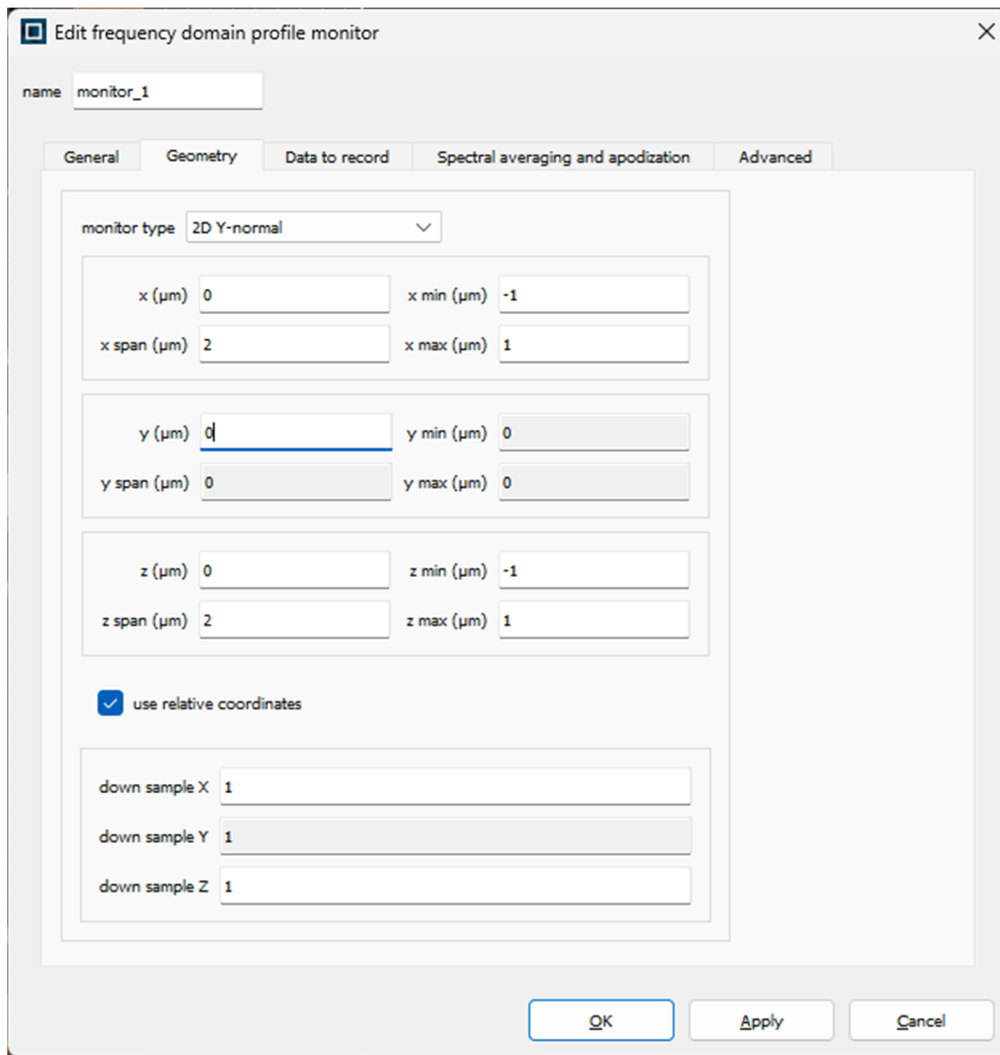 Edit frequency domain profile monitor
name monitor_1
General Geometry Data to record Spectral averaging and apodization Advanced
monitor type 2D Y-normal
x (μm) 0 x min (μm) -1
x span (μm) 2 x max (μm) 1
y (μm) 0 y min (μm) 0
y span (μm) 0 y max (μm) 0
z (μm) 0 z min (μm) -1
z span (μm) 2 z max (μm) 1
use relative coordinates
down sample X 1
down sample Y 1
down sample Z 1
OK Apply Cancel